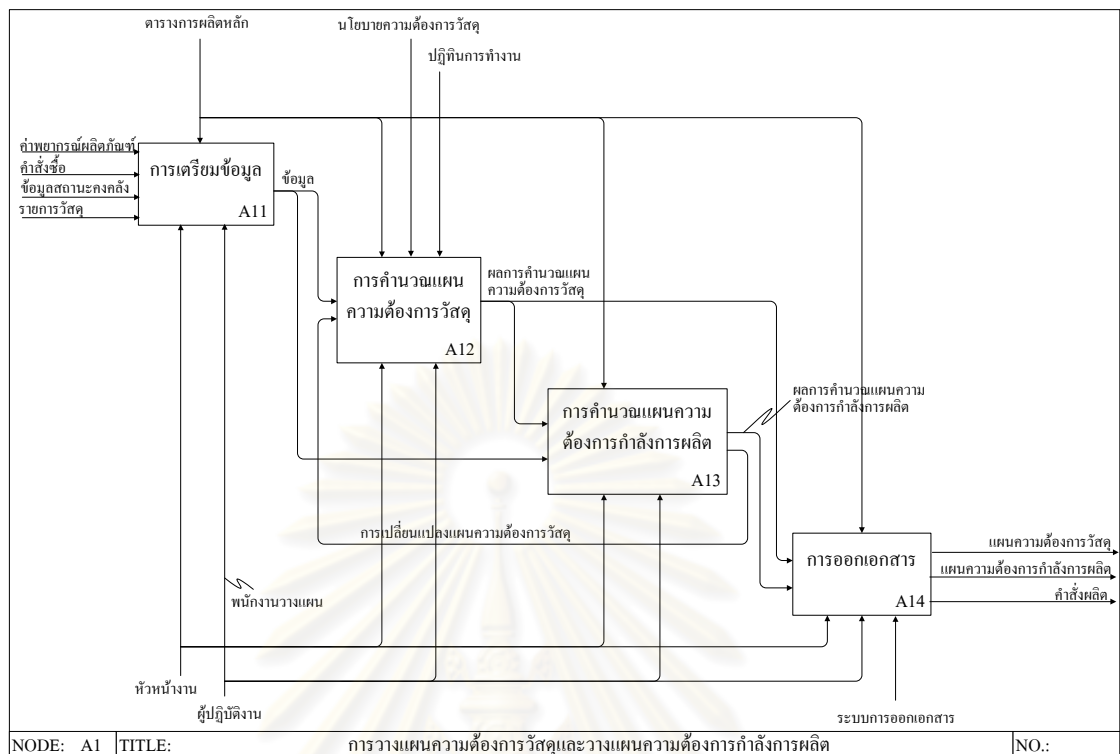 ตารางการผลิตหลัก
นโยบายความต้องการวัสดุ
ปฏิทินการทำงาน
ค่าพยากรณ์ผลิตภัณฑ์
คำสั่งซื้อ
ข้อมูลสถานะคงคลัง
รายการวัสดุ
การเตรียมข้อมูล
A11
ข้อมูล
การคำนวณแผน
ความต้องการวัสดุ
A12
ผลการคำนวณแผน
ความต้องการวัสดุ
การคำนวณแผนความ
ต้องการกำลังการผลิต
A13
ผลการคำนวณแผนความ
ต้องการกำลังการผลิต
การเปลี่ยนแปลงแผนความต้องการวัสดุ
การออกเอกสาร
A14
แผนความต้องการวัสดุ
แผนความต้องการกำลังการผลิต
คำสั่งผลิต
พนักงานวางแผน
หัวหน้างาน
ผู้ปฏิบัติงาน
ระบบการออกเอกสาร
NODE: A1 TITLE: การวางแผนความต้องการวัสดุและวางแผนความต้องการกำลังการผลิต NO.: